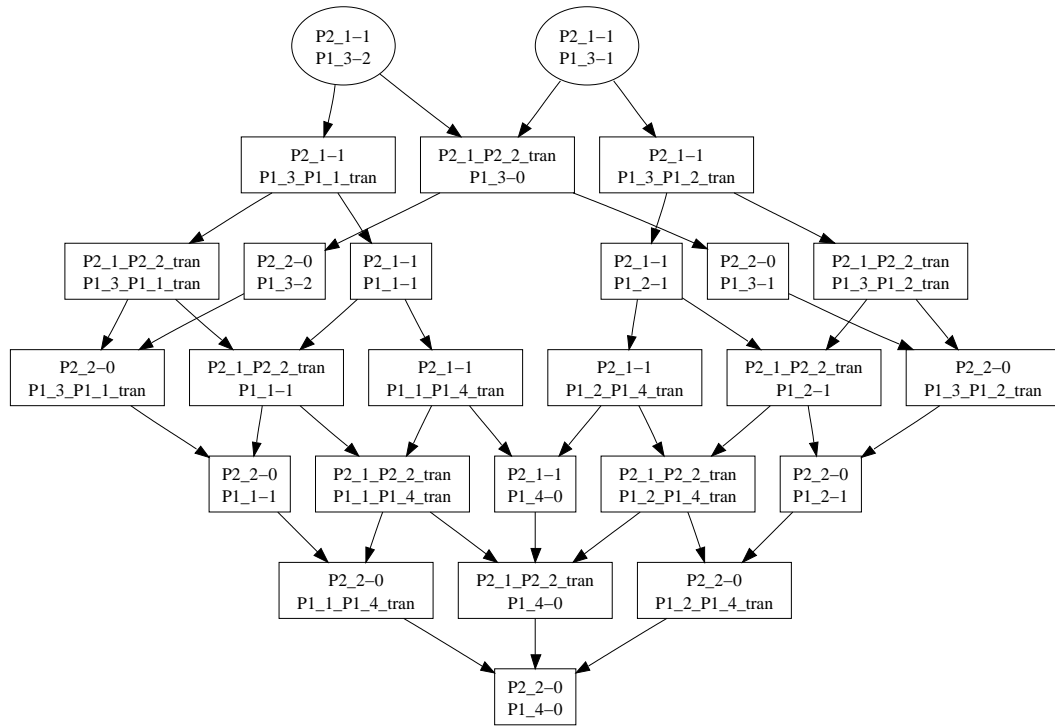 P2_1−1
P1_3−2
P2_1−1
P1_3−1
P2_1−1
P1_3_P1_1_tran
P2_1_P2_2_tran
P1_3−0
P2_1−1
P1_3_P1_2_tran
P2_1_P2_2_tran
P1_3_P1_1_tran
P2_2−0
P1_3−2
P2_1−1
P1_1−1
P2_1−1
P1_2−1
P2_2−0
P1_3−1
P2_1_P2_2_tran
P1_3_P1_2_tran
P2_2−0
P1_3_P1_1_tran
P2_1_P2_2_tran
P1_1−1
P2_1−1
P1_1_P1_4_tran
P2_1−1
P1_2_P1_4_tran
P2_1_P2_2_tran
P1_2−1
P2_2−0
P1_3_P1_2_tran
P2_2−0
P1_1−1
P2_1_P2_2_tran
P1_1_P1_4_tran
P2_1−1
P1_4−0
P2_1_P2_2_tran
P1_2_P1_4_tran
P2_2−0
P1_2−1
P2_2−0
P1_1_P1_4_tran
P2_1_P2_2_tran
P1_4−0
P2_2−0
P1_2_P1_4_tran
P2_2−0
P1_4−0